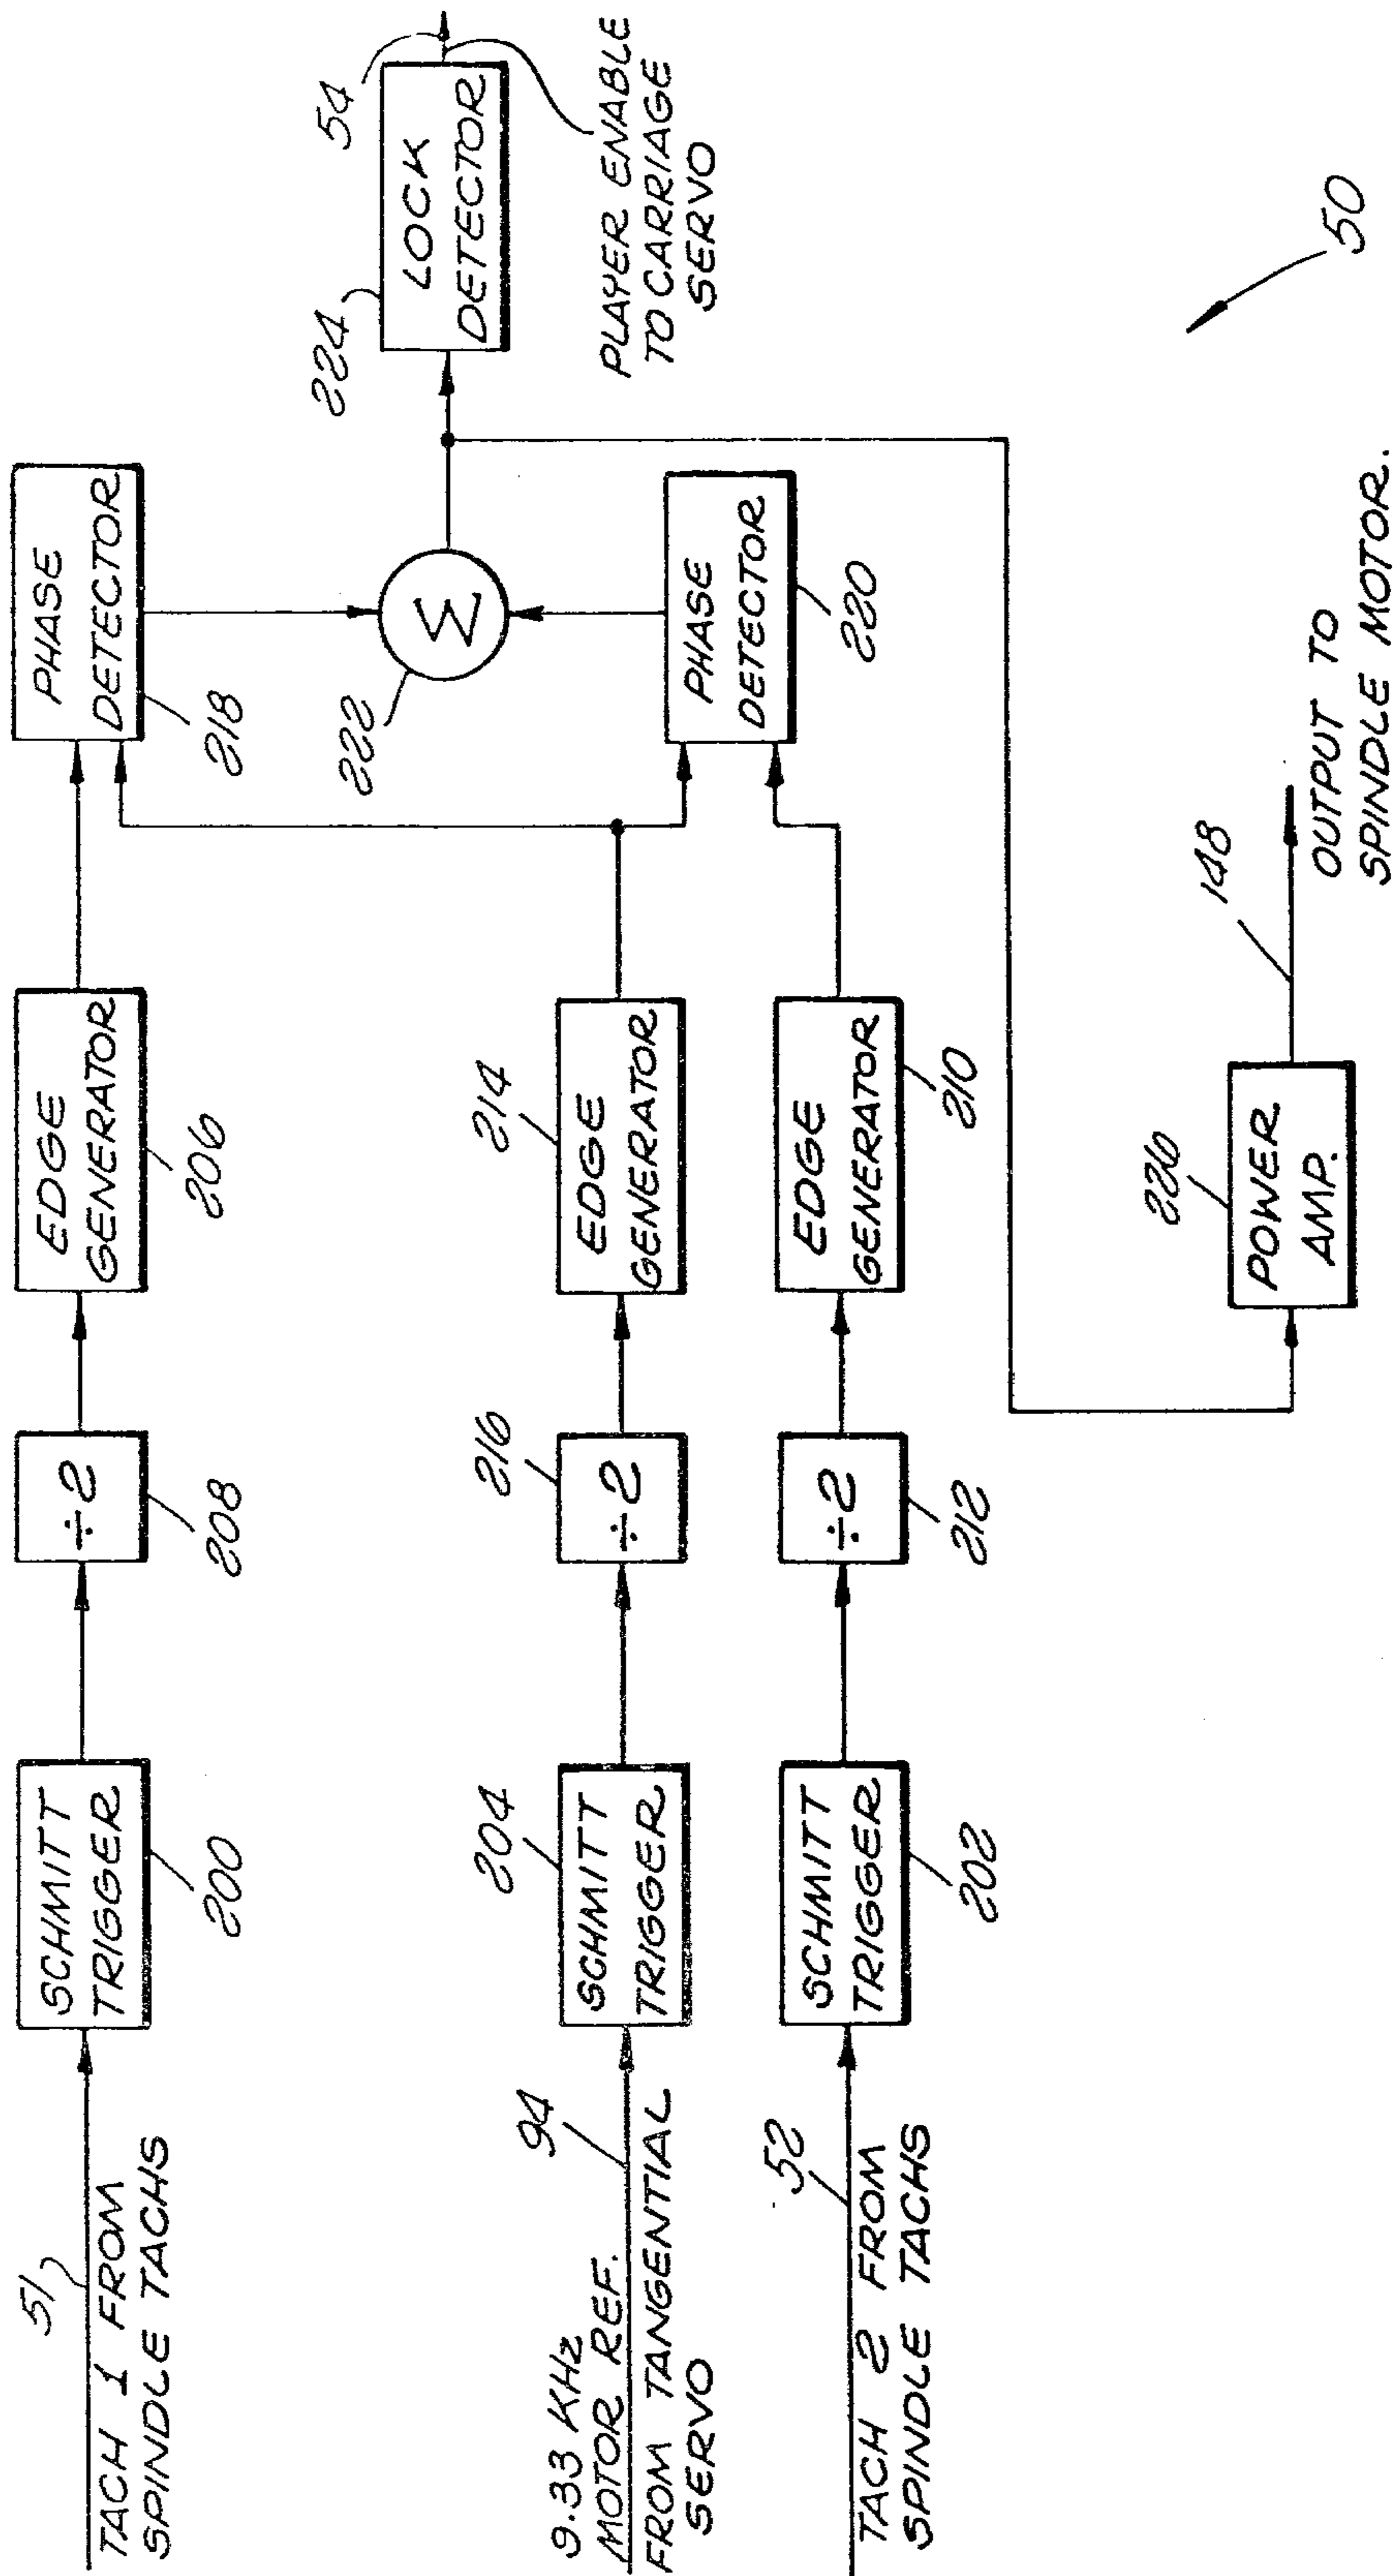 51
TACH 1 FROM
SPINDLE TACHS
SCHMITT
TRIGGER
200
÷2
208
EDGE
GENERATOR
206
PHASE
DETECTOR
218
9.33 KHz
MOTOR REF.
FROM TANGENTIAL
SERVO
94
SCHMITT
TRIGGER
204
÷2
216
EDGE
GENERATOR
214
52
TACH 2 FROM
SPINDLE TACHS
SCHMITT
TRIGGER
202
÷2
212
EDGE
GENERATOR
210
PHASE
DETECTOR
220
Σ
222
LOCK
DETECTOR
224
54
PLAYER ENABLE
TO CARRIAGE
SERVO
POWER
AMP.
226
148
OUTPUT TO
SPINDLE MOTOR.
50